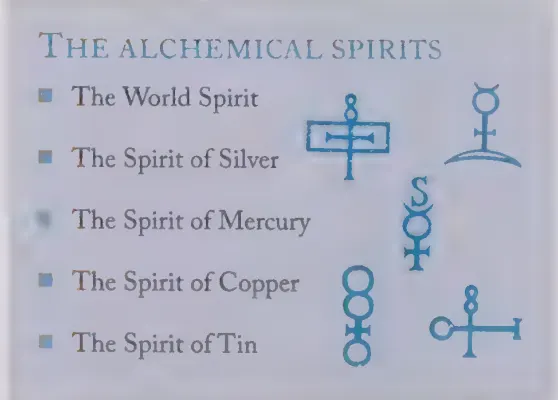 THE ALCHEMICAL SPIRITS
The World Spirit
The Spirit of Silver
The Spirit of Mercury
The Spirit of Copper
The Spirit of Tin